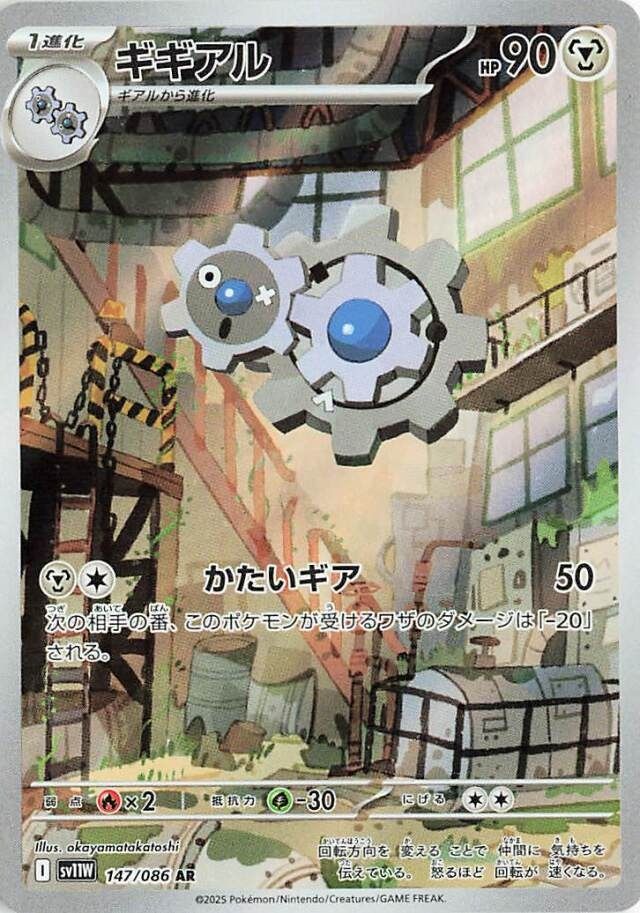 1進化
ギギアル
HP90
ギアルから進化
かたいギア 50
次の相手の番、このポケモンが受けるワザのダメージは「-20」
される。
弱点 ×2 抵抗力 -30 にげる
Illus. okayamatakatoshi
I sv11W 147/086 AR
回転方向を 変える ことで 仲間に 気持ちを
伝えている。 怒るほど 回転が 速くなる。
©2025 Pokémon/Nintendo/Creatures/GAME FREAK.